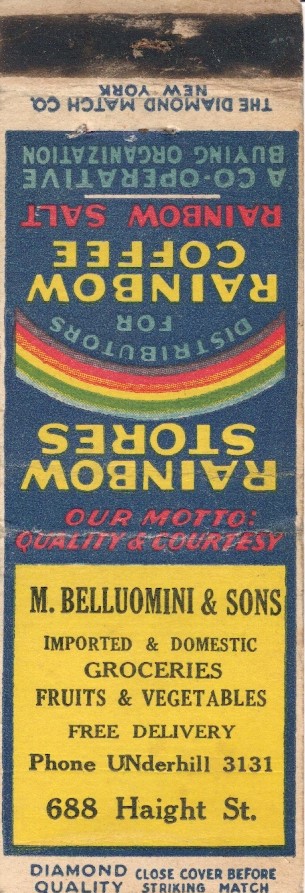 RAINBOW
STORES
DISTRIBUTORS
FOR
RAINBOW
COFFEE
RAINBOW SALT
A CO-OPERATIVE
BUYING ORGANIZATION
THE DIAMOND MATCH CO.
NEW YORK
OUR MOTTO:
QUALITY & COURTESY
M. BELLUOMINI & SONS
IMPORTED & DOMESTIC
GROCERIES
FRUITS & VEGETABLES
FREE DELIVERY
Phone UNderhill 3131
688 Haight St.
DIAMOND
QUALITY
CLOSE COVER BEFORE
STRIKING MATCH